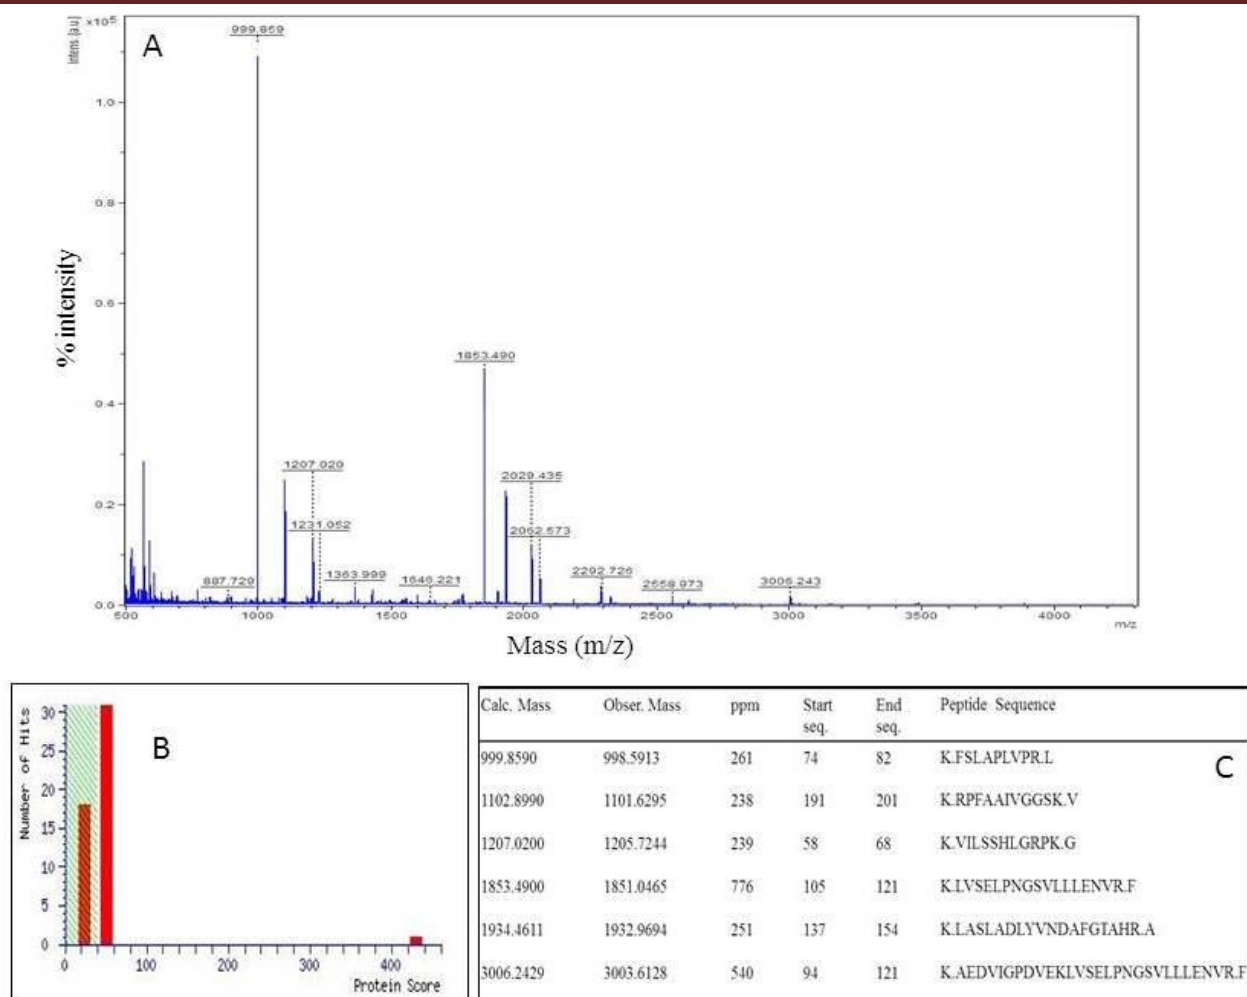 x10⁵
Intens [a.u]
999.859
A
1.0
0.8
0.6
0.4
0.2
0.0
% intensity
1853.490
1207.020
2029.435
1231.052
2062.573
887.729
1363.999
1646.221
2292.726
2558.973
3006.243
500 1000 1500 2000 2500 3000 3500 4000
m/z
Mass (m/z)
Number of Hits
30
25
20
15
10
5
0
B
0 100 200 300 400
Protein Score
Calc. Mass Obser. Mass ppm Start seq. End seq. Peptide Sequence
C
999.8590 998.5913 261 74 82 K.FSLAPLVPR.L
1102.8990 1101.6295 238 191 201 K.RPFAAIVGGSK.V
1207.0200 1205.7244 239 58 68 K.VILSSHLGRPK.G
1853.4900 1851.0465 776 105 121 K.LVSELPNGSVLLLENVR.F
1934.4611 1932.9694 251 137 154 K.LASLADLYVNDAFGTAHR.A
3006.2429 3003.6128 540 94 121 K.AEDVIGPDVEKLVSELPNGSVLLLENVR.F